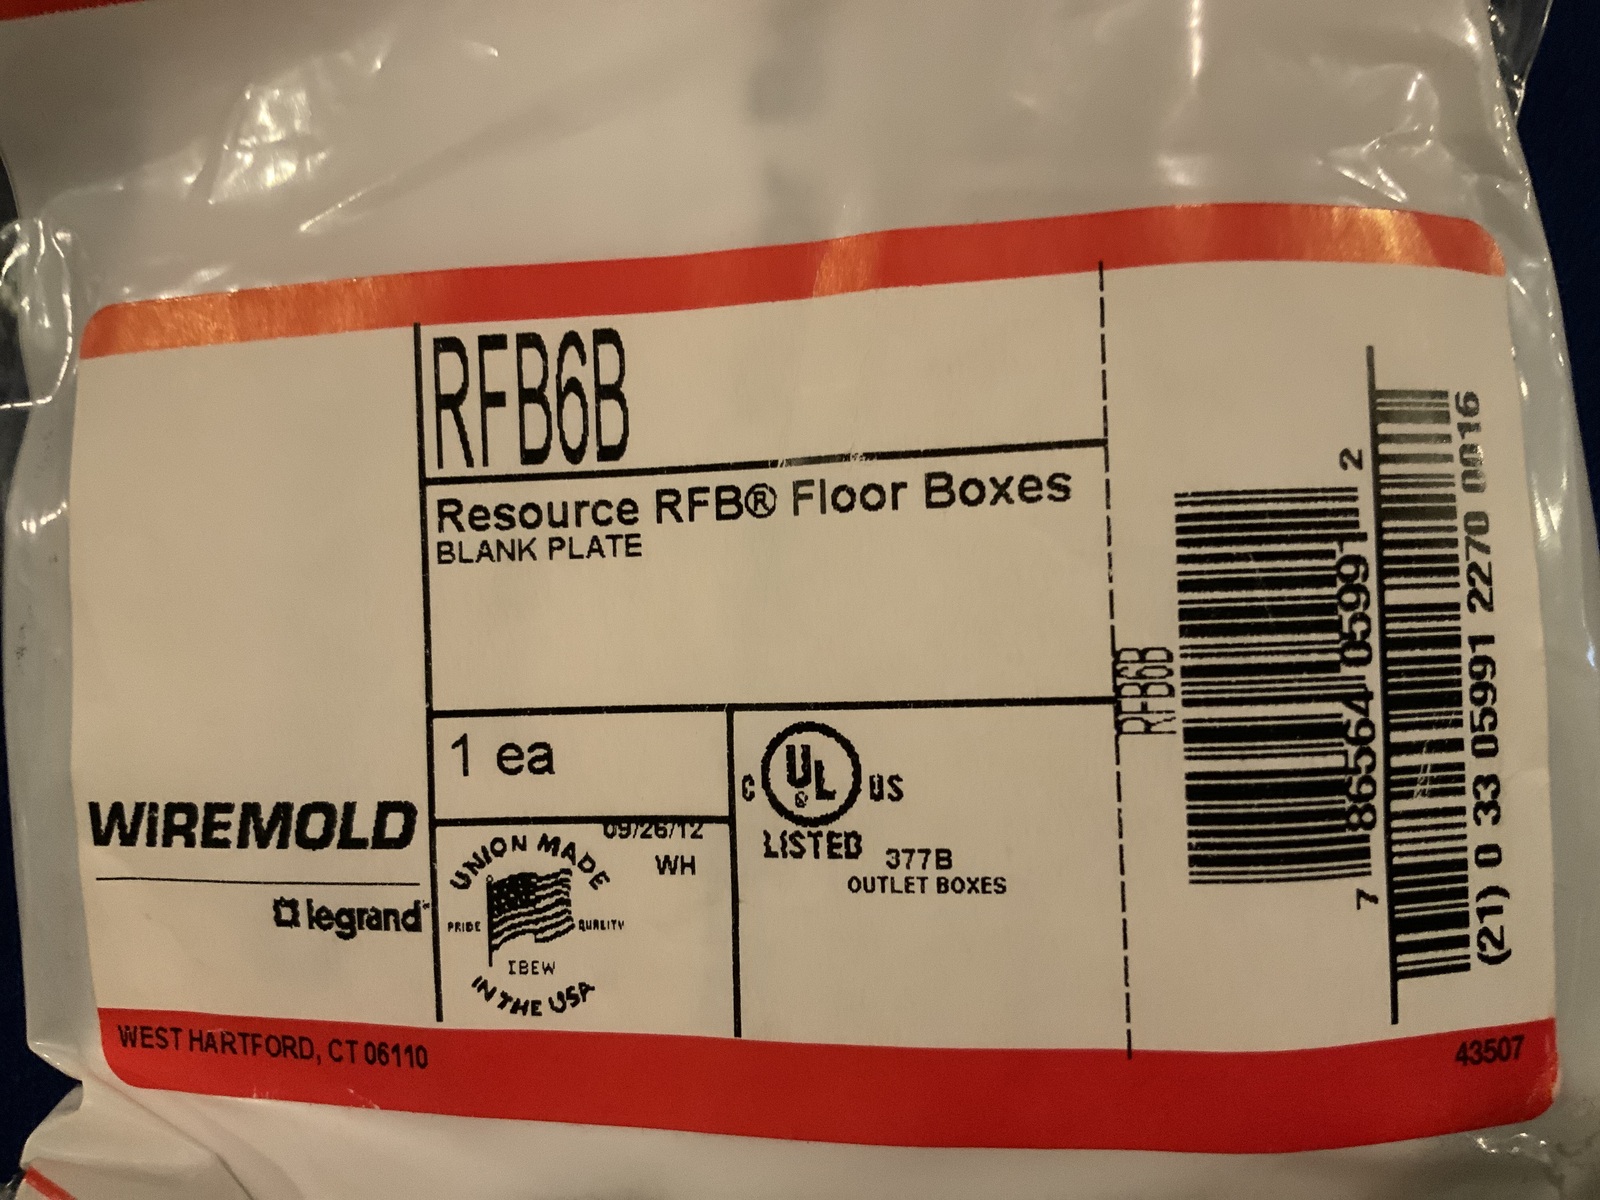 RFB6B
Resource RFB® Floor Boxes
BLANK PLATE
1 ea
09/26/12
WH
UNION MADE
PRIDE QUALITY
IBEW
IN THE USA
C UL US
LISTED
377B
OUTLET BOXES
WIREMOLD
legrand
WEST HARTFORD, CT 06110
43507
RFB6B
7 86564 05991 2
(21) 0 33 05991 2270 0016